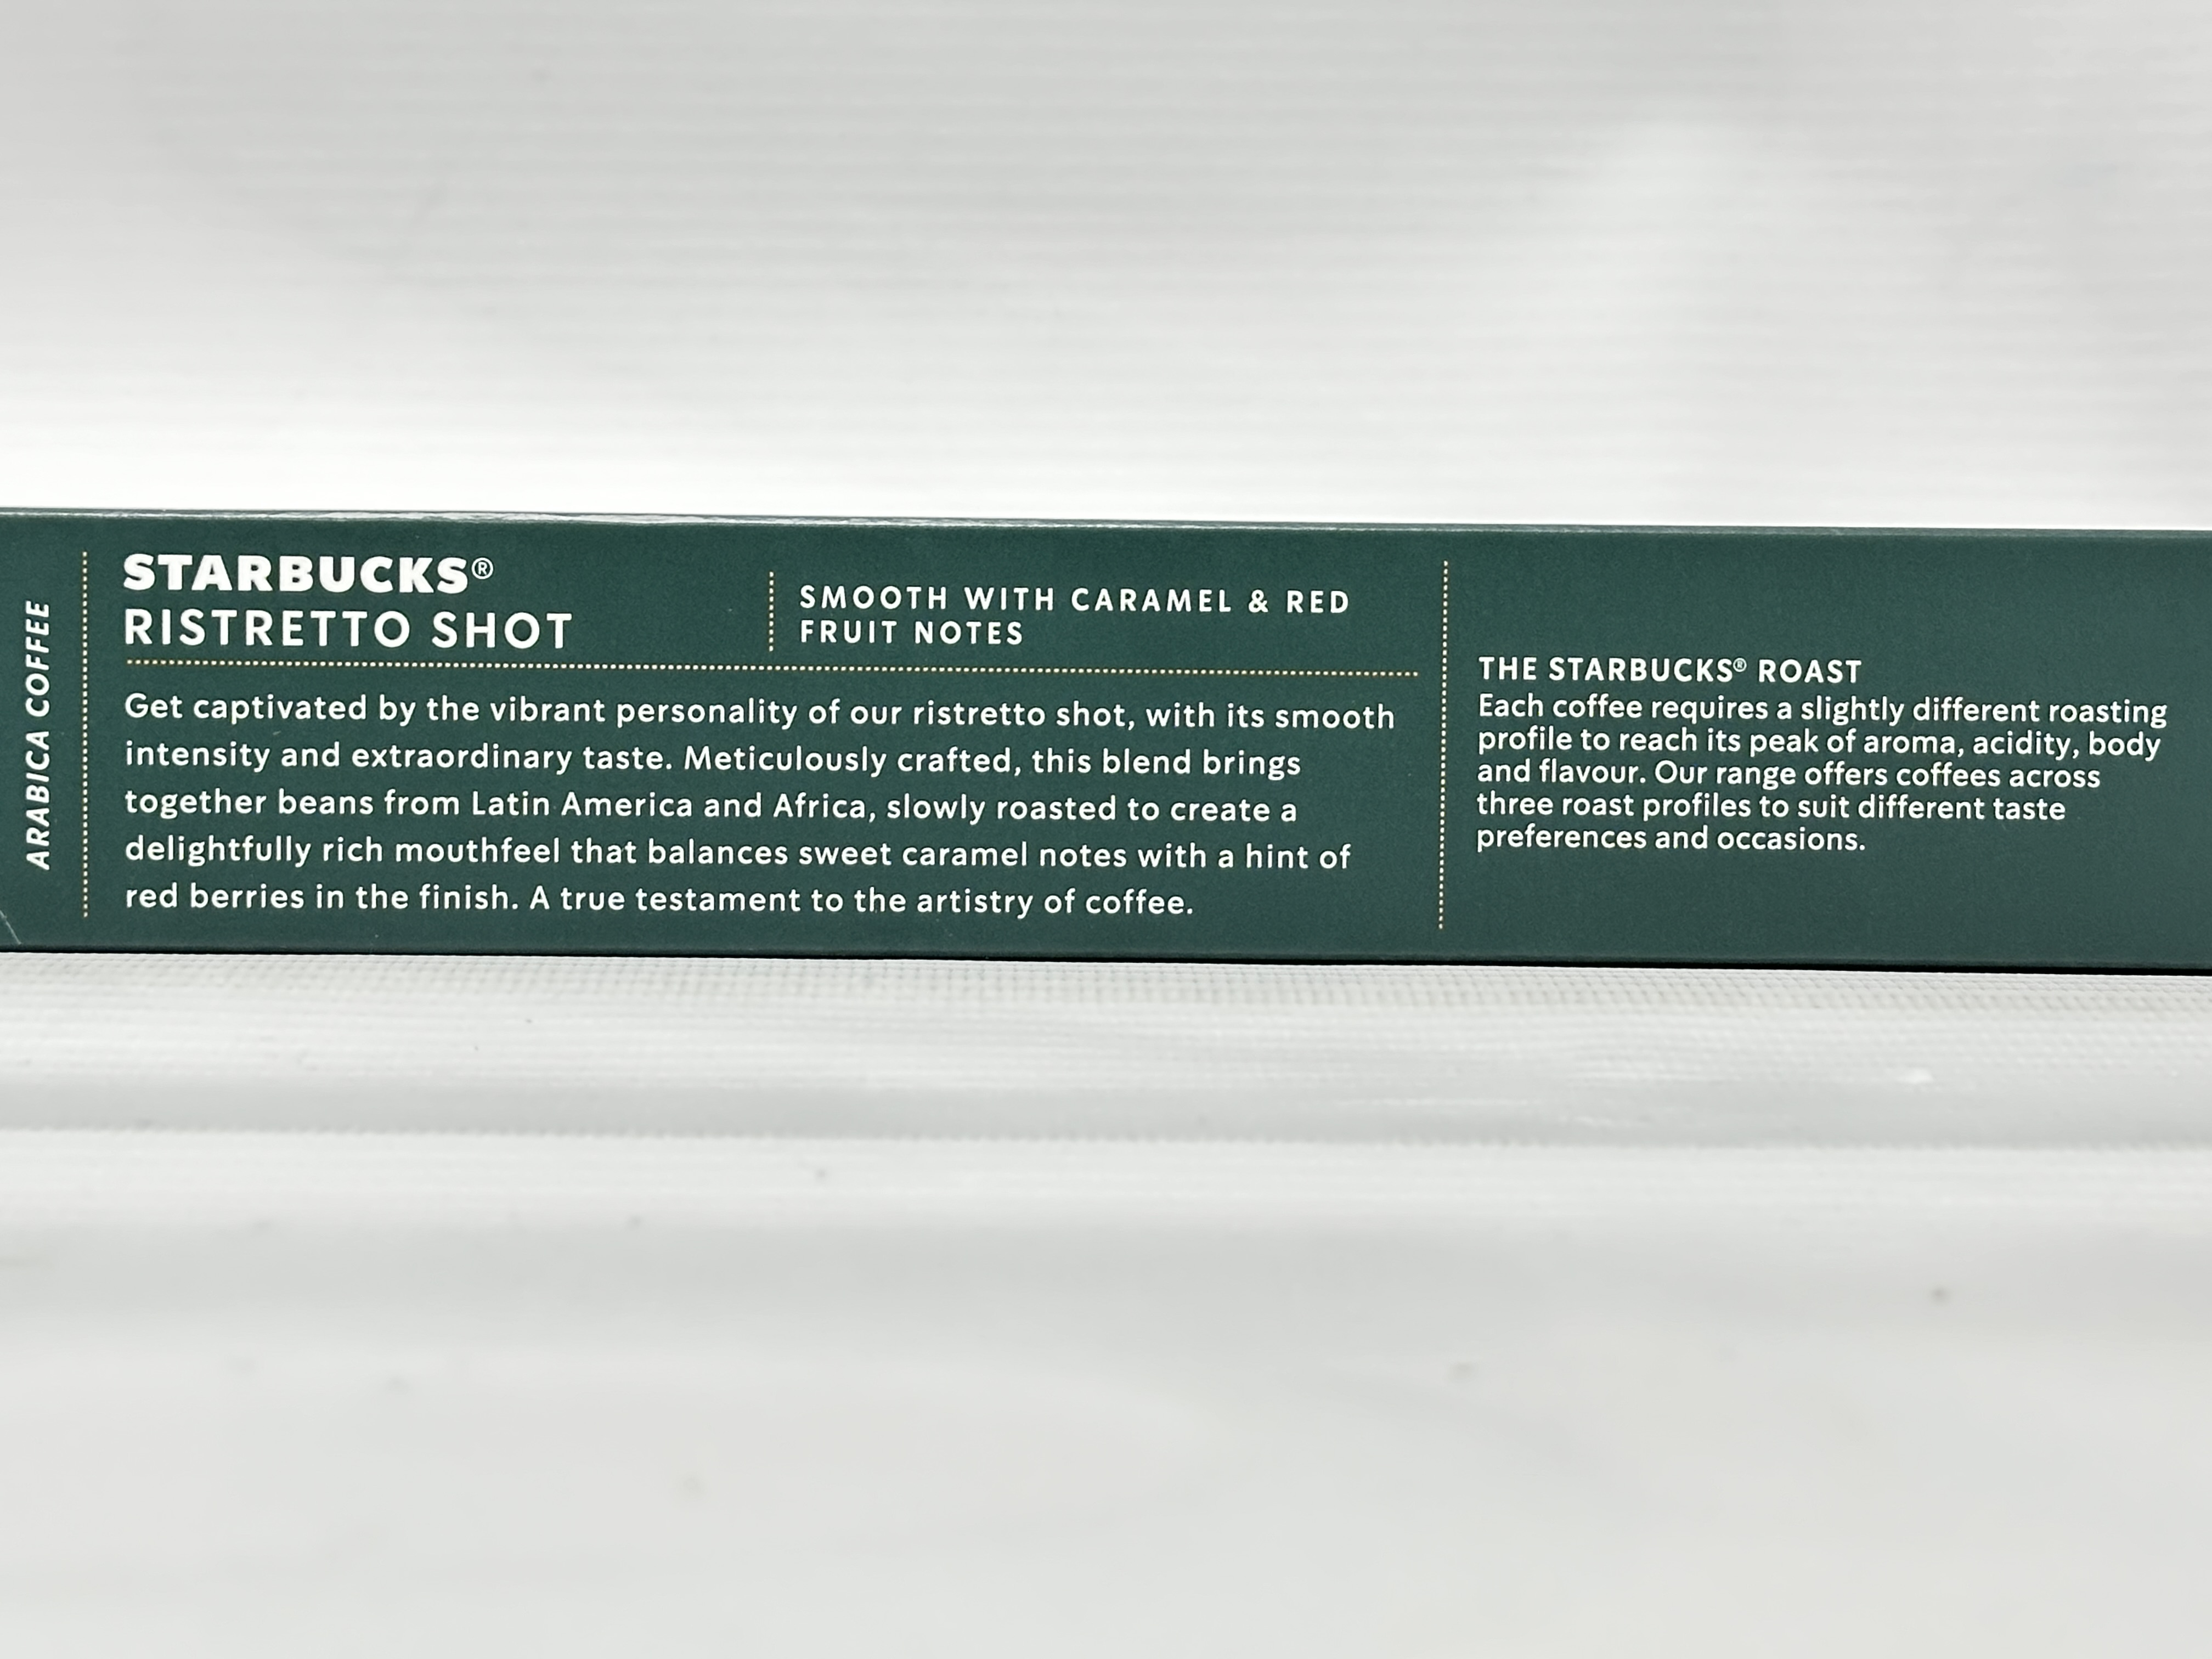 ARABICA COFFEE
STARBUCKS®
RISTRETTO SHOT
SMOOTH WITH CARAMEL & RED
FRUIT NOTES
Get captivated by the vibrant personality of our ristretto shot, with its smooth
intensity and extraordinary taste. Meticulously crafted, this blend brings
together beans from Latin America and Africa, slowly roasted to create a
delightfully rich mouthfeel that balances sweet caramel notes with a hint of
red berries in the finish. A true testament to the artistry of coffee.
THE STARBUCKS® ROAST
Each coffee requires a slightly different roasting
profile to reach its peak of aroma, acidity, body
and flavour. Our range offers coffees across
three roast profiles to suit different taste
preferences and occasions.